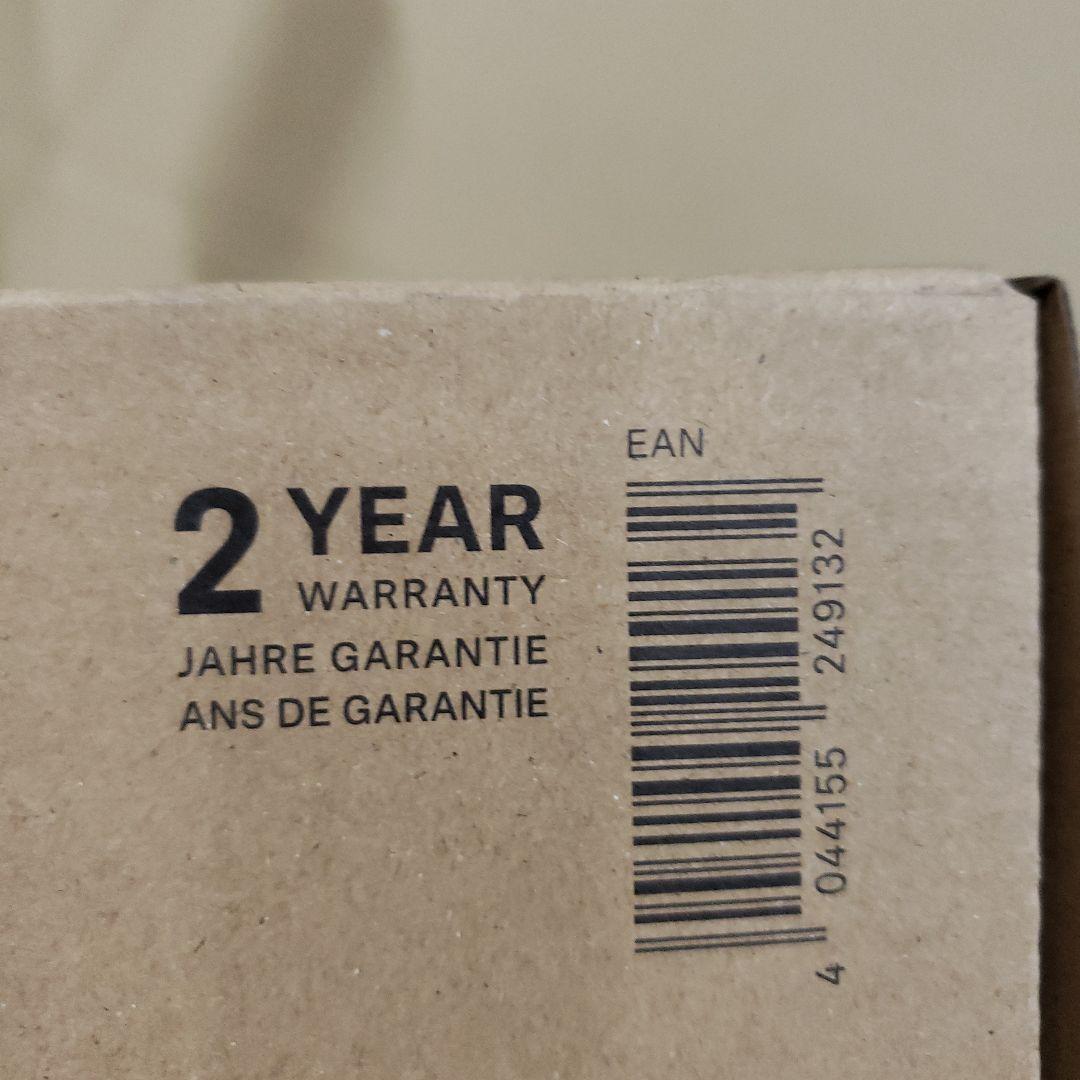 2 YEAR
WARRANTY
JAHRE GARANTIE
ANS DE GARANTIE
EAN
4 044155 249132